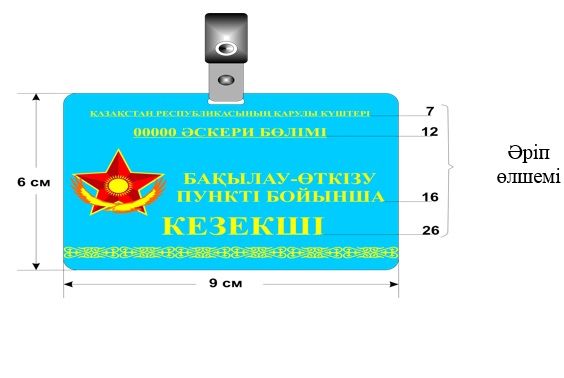 ҚАЗАҚСТАН РЕСПУБЛИКАСЫНЫҢ ҚАРУЛЫ КҮШТЕРІ 7
00000 ӘСКЕРИ БӨЛІМІ 12
БАҚЫЛАУ-ӨТКІЗУ
ПУНКТІ БОЙЫНША 16
КЕЗЕКШІ 26
6 см
9 см
Әріп
өлшемі